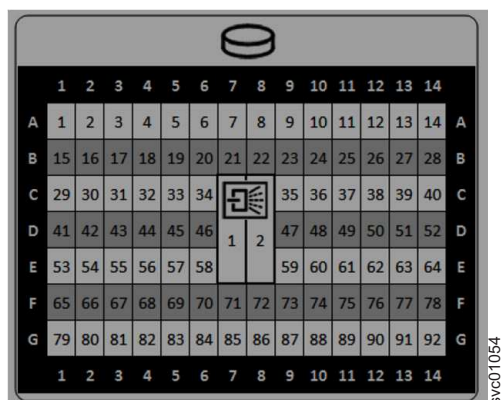 1 2 3 4 5 6 7 8 9 10 11 12 13 14
A 1 2 3 4 5 6 7 8 9 10 11 12 13 14 A
B 15 16 17 18 19 20 21 22 23 24 25 26 27 28 B
C 29 30 31 32 33 34 35 36 37 38 39 40 C
D 41 42 43 44 45 46 1 2 47 48 49 50 51 52 D
E 53 54 55 56 57 58 59 60 61 62 63 64 E
F 65 66 67 68 69 70 71 72 73 74 75 76 77 78 F
G 79 80 81 82 83 84 85 86 87 88 89 90 91 92 G
1 2 3 4 5 6 7 8 9 10 11 12 13 14
svc01054